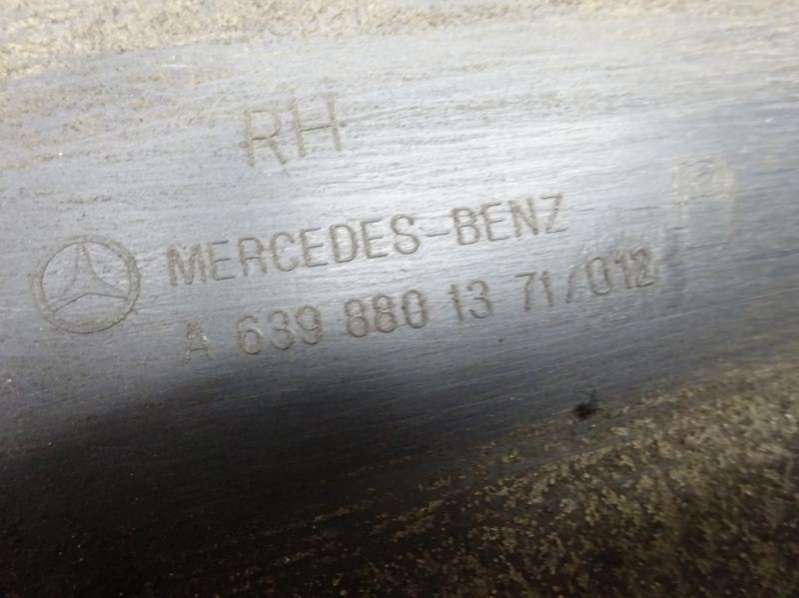 RH
MERCEDES-BENZ
A 639 880 13 71/012